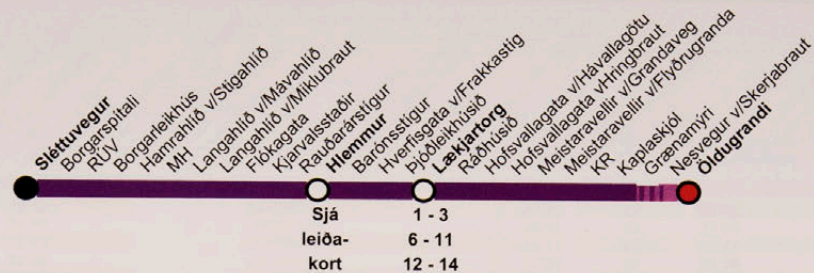 Sléttuvegur
Borgarspítali
RÚV
Borgarleikhús
Hamrahlíð v/Stigahlíð
MH
Langahlíð v/Mávahlíð
Langahlíð v/Miklubraut
Flókagata
Kjarvalsstaðir
Rauðarárstígur
Hlemmur
Barónsstígur
Hverfisgata v/Frakkastíg
Þjóðleikhúsið
Lækjartorg
Ráðhúsið
Hofsvallagata v/Hávallagötu
Hofsvallagata v/Hringbraut
Meistaravellir v/Grandaveg
Meistaravellir v/Flyðrugranda
KR
Kaplaskjól
Grænamýri
Nesvegur v/Skerjabraut
Öldugrandi
Sjá
leiða-
kort
1 - 3
6 - 11
12 - 14